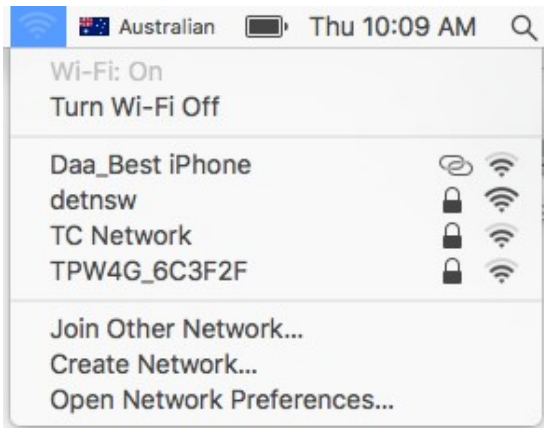 Australian Thu 10:09 AM
Wi-Fi: On
Turn Wi-Fi Off
Daa_Best iPhone
detnsw
TC Network
TPW4G_6C3F2F
Join Other Network...
Create Network...
Open Network Preferences...